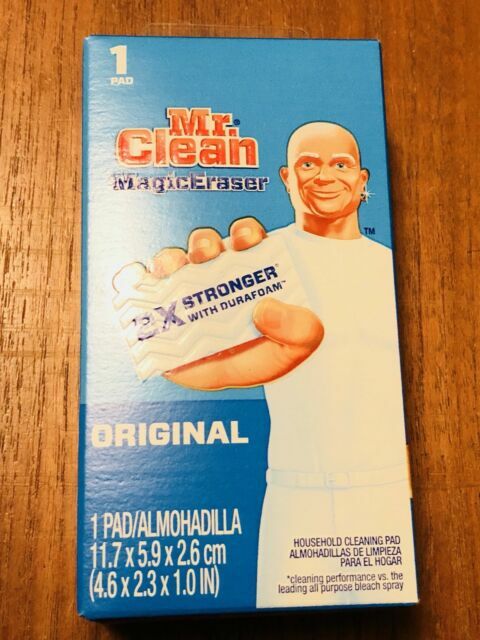 1
PAD
Mr.®
Clean
MagicEraser
TM
2X STRONGER®
WITH DURAFOAM™
ORIGINAL
1 PAD/ALMOHADILLA
11.7 x 5.9 x 2.6 cm
(4.6 x 2.3 x 1.0 IN)
HOUSEHOLD CLEANING PAD
ALMOHADILLAS DE LIMPIEZA
PARA EL HOGAR
*cleaning performance vs. the
leading all purpose bleach spray